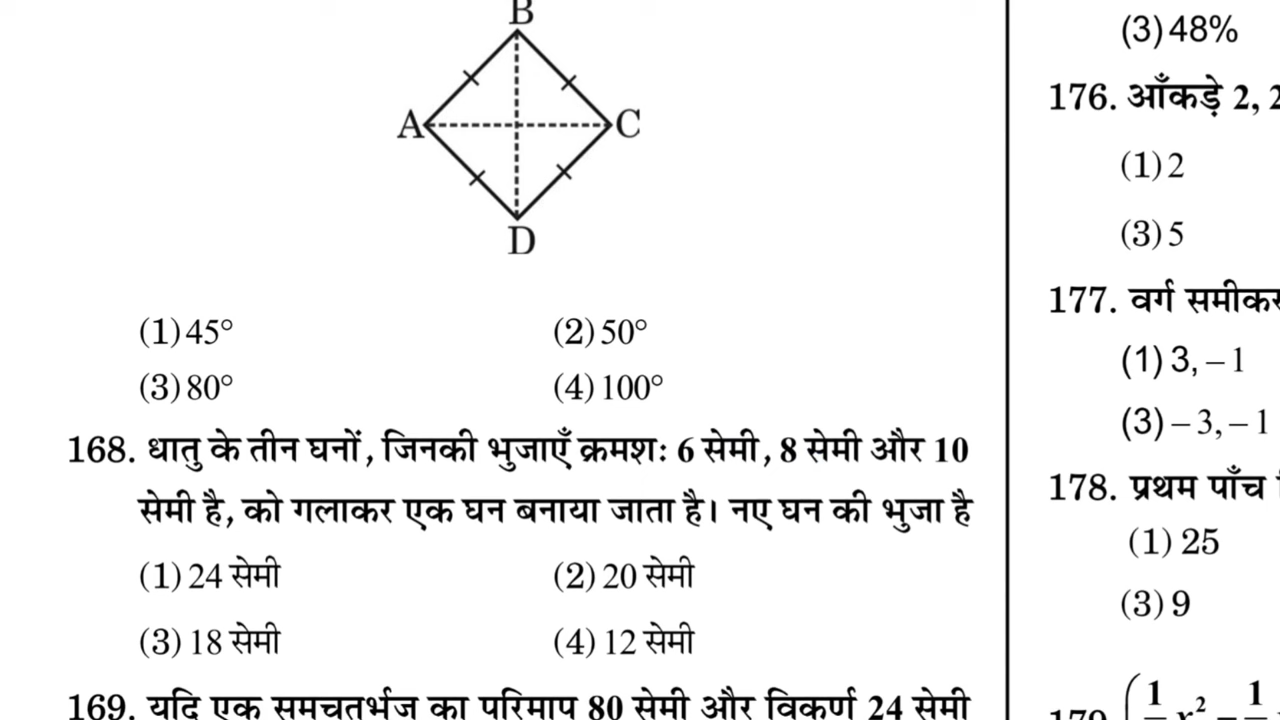 B
A
C
D
(1) 45°
(2) 50°
(3) 80°
(4) 100°
168. धातु के तीन घनों, जिनकी भुजाएँ क्रमशः 6 सेमी, 8 सेमी और 10
सेमी है, को गलाकर एक घन बनाया जाता है। नए घन की भुजा है
(1) 24 सेमी
(2) 20 सेमी
(3) 18 सेमी
(4) 12 सेमी
169. यदि एक समचतुर्भुज का परिमाप 80 सेमी और विकर्ण 24 सेमी
(3) 48%
176. आँकड़े 2,
(1) 2
(3) 5
177. वर्ग
(1) 3, – 1
(3) – 3, – 1
178. प्रथम पाँच
(1) 25
(3) 9
179.